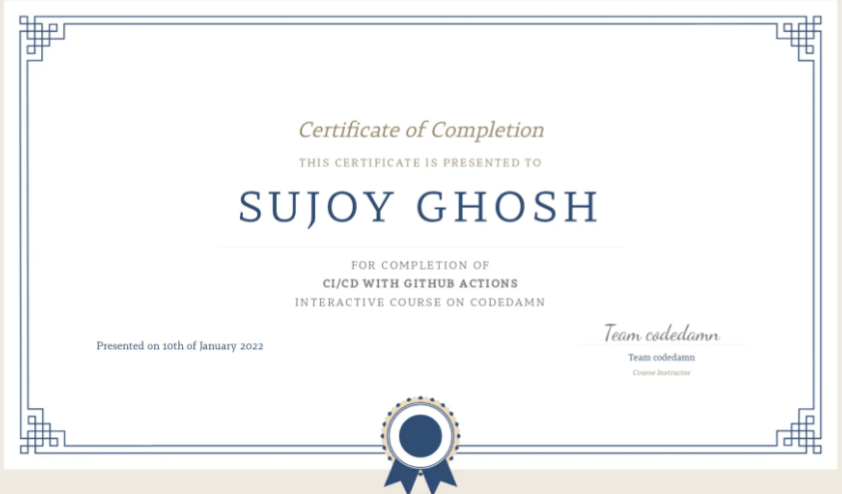 Certificate of Completion
THIS CERTIFICATE IS PRESENTED TO
SUJOY GHOSH
FOR COMPLETION OF
CI/CD WITH GITHUB ACTIONS
INTERACTIVE COURSE ON CODEDAMN
Presented on 10th of January 2022
Team codedamn
Team codedamn
Course Instructor